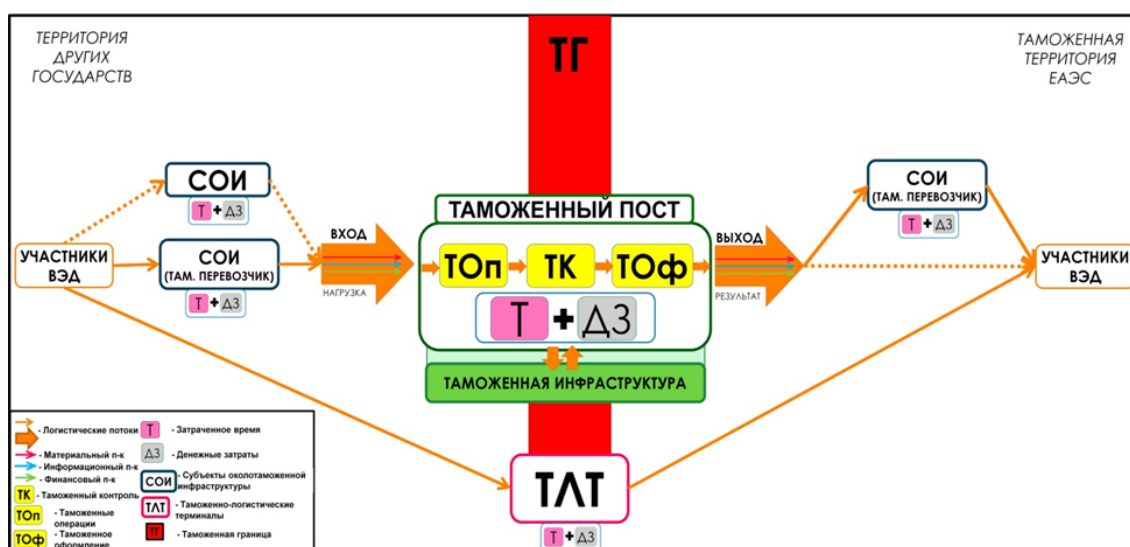 ТЕРРИТОРИЯ
ДРУГИХ
ГОСУДАРСТВ
ТГ
ТАМОЖЕННАЯ
ТЕРРИТОРИЯ
ЕАЭС
СОИ
Т + ДЗ
УЧАСТНИКИ
ВЭД
СОИ
(ТАМ. ПЕРЕВОЗЧИК)
Т + ДЗ
ВХОД
НАГРУЗКА
ТАМОЖЕННЫЙ ПОСТ
ТОп
ТК
ТОф
Т + ДЗ
ТАМОЖЕННАЯ ИНФРАСТРУКТУРА
ВЫХОД
РЕЗУЛЬТАТ
СОИ
(ТАМ. ПЕРЕВОЗЧИК)
Т + ДЗ
УЧАСТНИКИ
ВЭД
ТЛТ
Т + ДЗ
- Логистические потоки
- Материальный п-к
- Информационный п-к
- Финансовый п-к
ТК - Таможенный контроль
ТОп - Таможенные
операции
ТОф - Таможенное
оформление
Т - Затраченное время
ДЗ - Денежные затраты
СОИ - Субъекты околотаможенной
инфраструктуры
ТЛТ - Таможенно-логистические
терминалы
ТГ - Таможенная граница